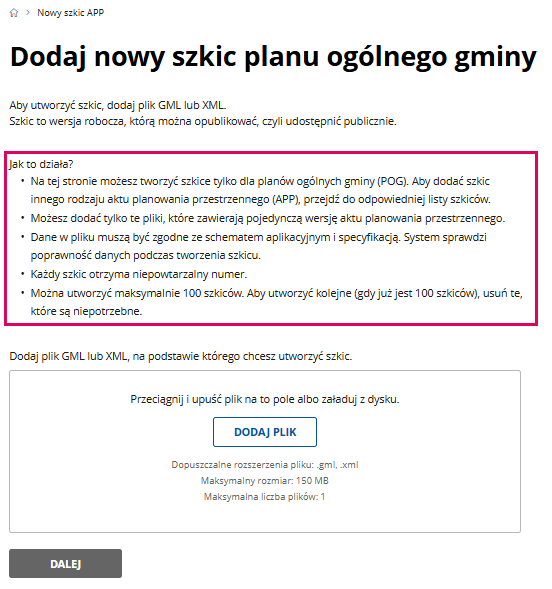 Nowy szkic APP
Dodaj nowy szkic planu ogólnego gminy
Aby utworzyć szkic, dodaj plik GML lub XML.
Szkic to wersja robocza, którą można opublikować, czyli udostępnić publicznie.
Jak to działa?
• Na tej stronie możesz tworzyć szkice tylko dla planów ogólnych gminy (POG). Aby dodać szkic
innego rodzaju aktu planowania przestrzennego (APP), przejdź do odpowiedniej listy szkiców.
• Możesz dodać tylko te pliki, które zawierają pojedynczą wersję aktu planowania przestrzennego.
• Dane w pliku muszą być zgodne ze schematem aplikacyjnym i specyfikacją. System sprawdzi
poprawność danych podczas tworzenia szkicu.
• Każdy szkic otrzyma niepowtarzalny numer.
• Można utworzyć maksymalnie 100 szkiców. Aby utworzyć kolejne (gdy już jest 100 szkiców), usuń te,
które są niepotrzebne.
Dodaj plik GML lub XML, na podstawie którego chcesz utworzyć szkic.
Przeciągnij i upuść plik na to pole albo załaduj z dysku.
DODAJ PLIK
Dopuszczalne rozszerzenia pliku: .gml, .xml
Maksymalny rozmiar: 150 MB
Maksymalna liczba plików: 1
DALEJ